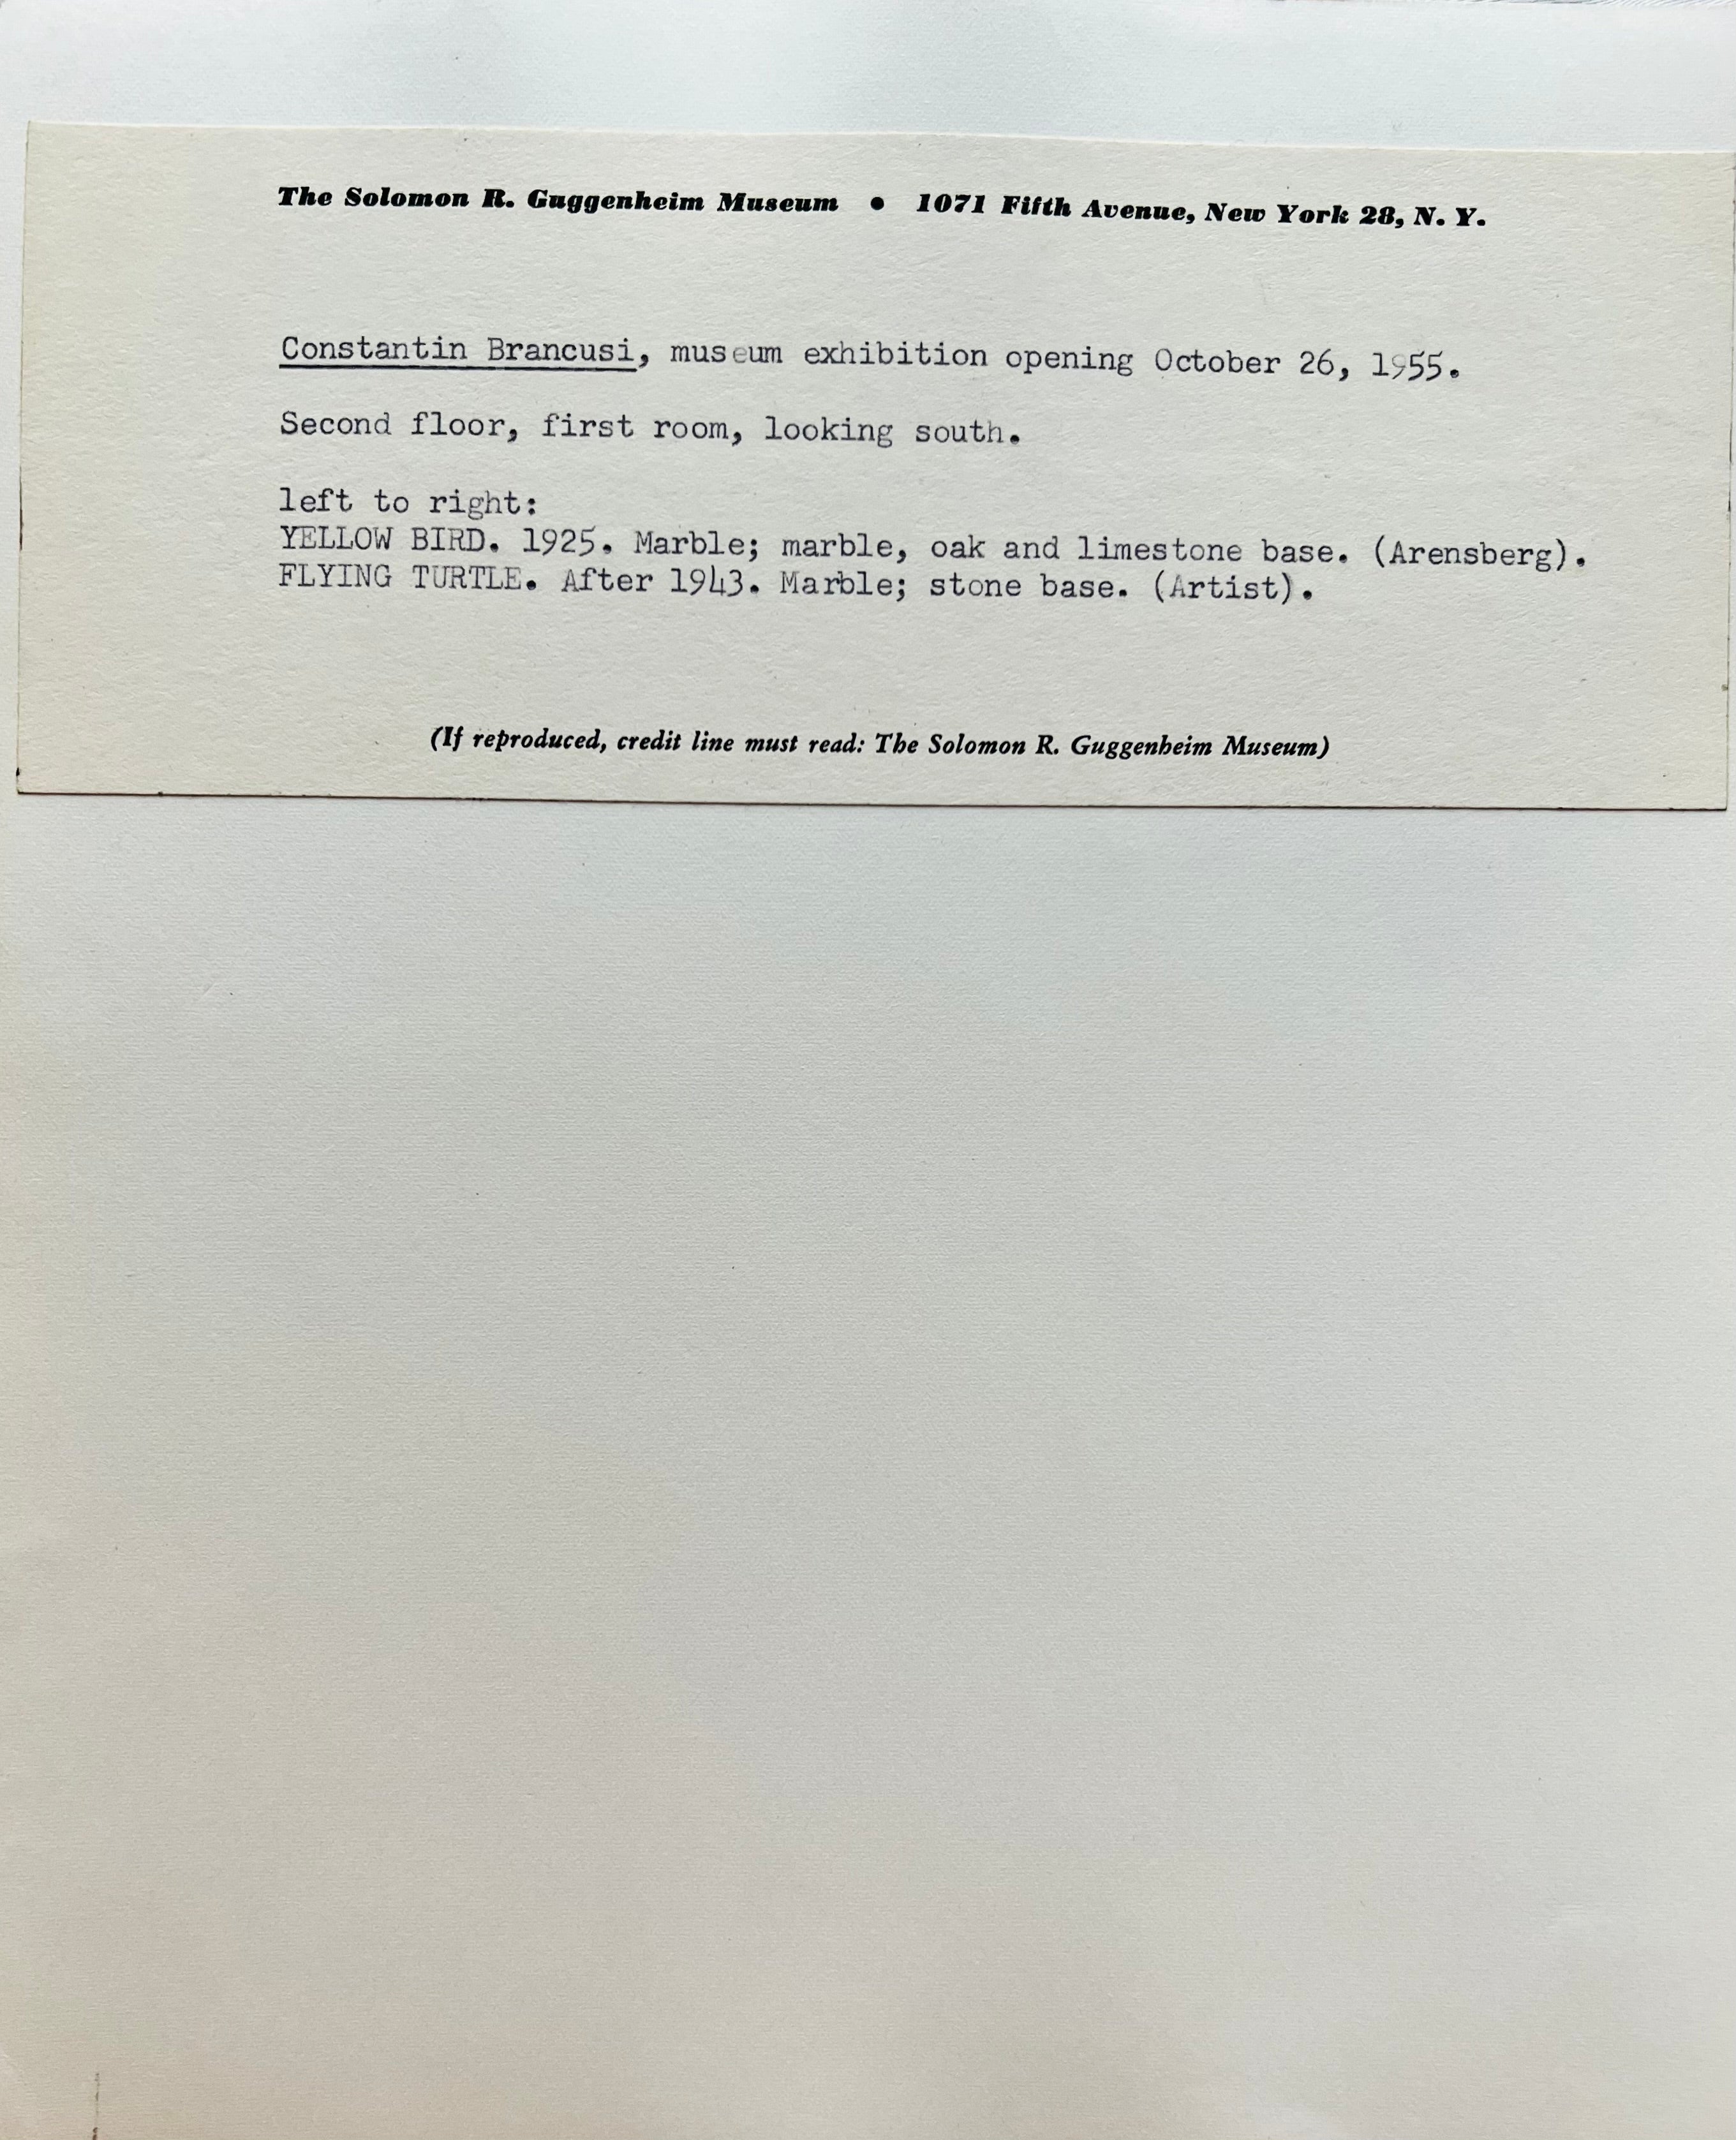 The Solomon R. Guggenheim Museum • 1071 Fifth Avenue, New York 28, N. Y.
Constantin Brancusi, museum exhibition opening October 26, 1955.
Second floor, first room, looking south.
left to right:
YELLOW BIRD. 1925. Marble; marble, oak and limestone base. (Arensberg).
FLYING TURTLE. After 1943. Marble; stone base. (Artist).
(If reproduced, credit line must read: The Solomon R. Guggenheim Museum)